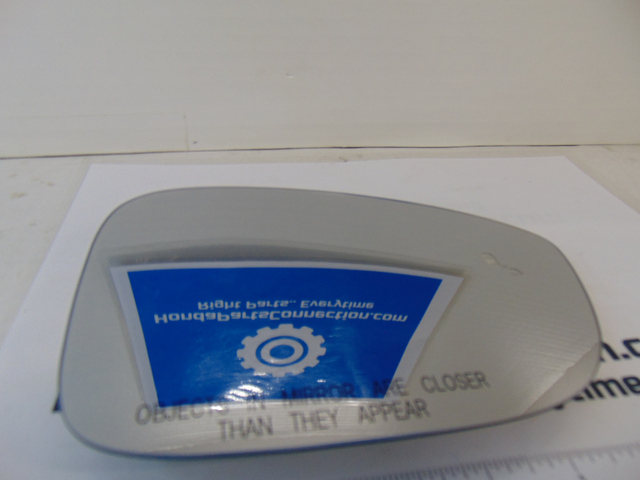 Right Parts.. Everytime
HondaPartsConnection.com
OBJECTS IN MIRROR ARE CLOSER
THAN THEY APPEAR